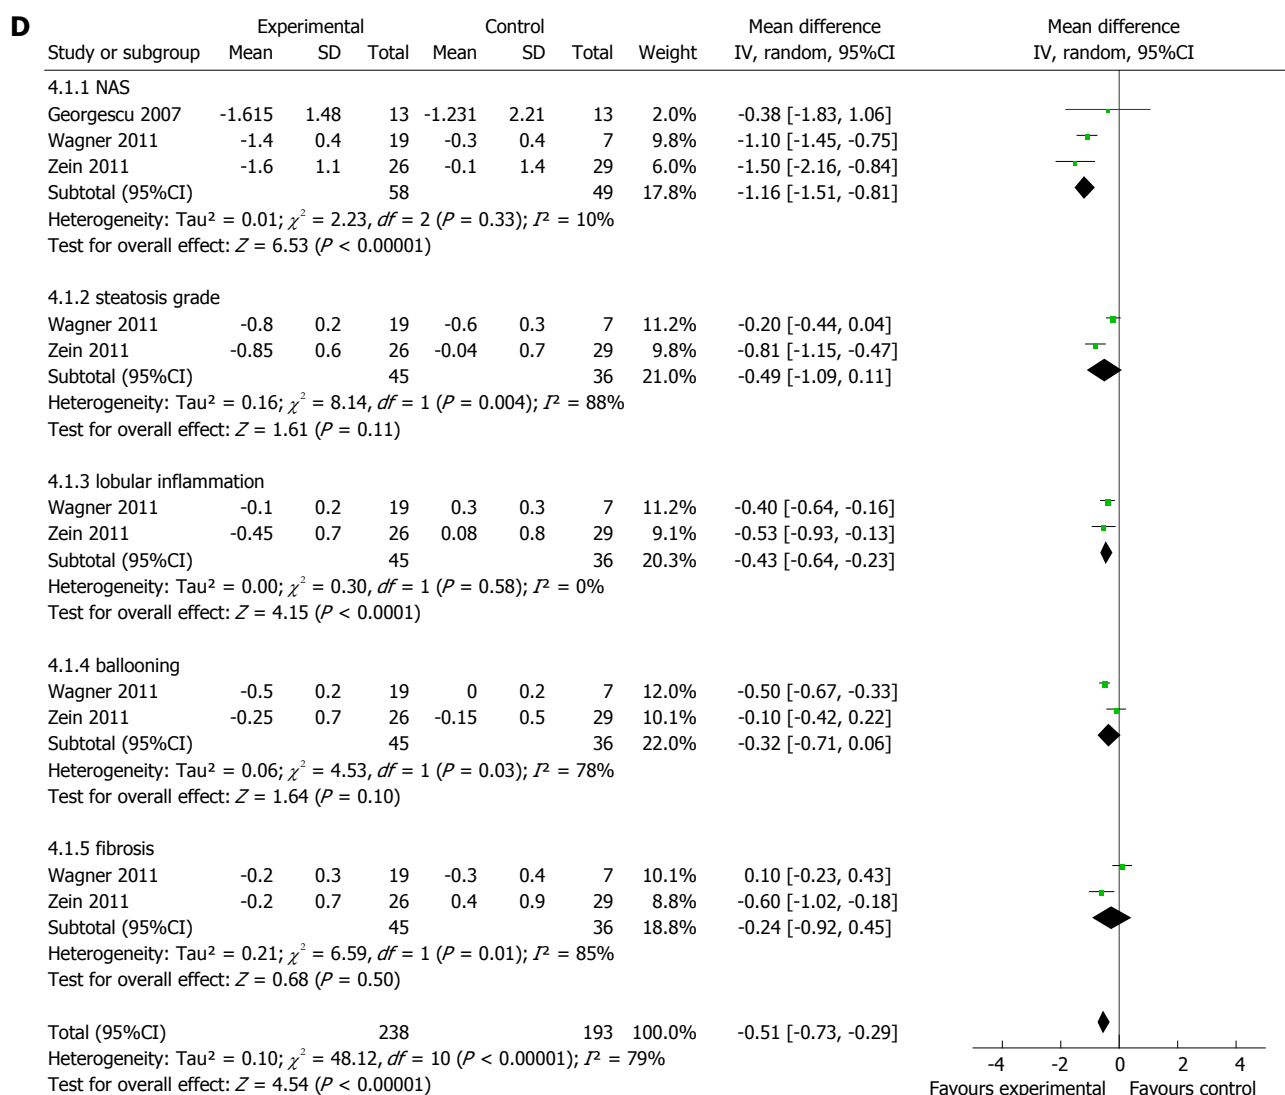 D
Experimental Control Mean difference Mean difference
Study or subgroup Mean SD Total Mean SD Total Weight IV, random, 95%CI IV, random, 95%CI
4.1.1 NAS
Georgescu 2007 -1.615 1.48 13 -1.231 2.21 13 2.0% -0.38 [-1.83, 1.06]
Wagner 2011 -1.4 0.4 19 -0.3 0.4 7 9.8% -1.10 [-1.45, -0.75]
Zein 2011 -1.6 1.1 26 -0.1 1.4 29 6.0% -1.50 [-2.16, -0.84]
Subtotal (95%CI) 58 49 17.8% -1.16 [-1.51, -0.81]
Heterogeneity: Tau² = 0.01; χ² = 2.23, df = 2 (P = 0.33); I² = 10%
Test for overall effect: Z = 6.53 (P < 0.00001)
4.1.2 steatosis grade
Wagner 2011 -0.8 0.2 19 -0.6 0.3 7 11.2% -0.20 [-0.44, 0.04]
Zein 2011 -0.85 0.6 26 -0.04 0.7 29 9.8% -0.81 [-1.15, -0.47]
Subtotal (95%CI) 45 36 21.0% -0.49 [-1.09, 0.11]
Heterogeneity: Tau² = 0.16; χ² = 8.14, df = 1 (P = 0.004); I² = 88%
Test for overall effect: Z = 1.61 (P = 0.11)
4.1.3 lobular inflammation
Wagner 2011 -0.1 0.2 19 0.3 0.3 7 11.2% -0.40 [-0.64, -0.16]
Zein 2011 -0.45 0.7 26 0.08 0.8 29 9.1% -0.53 [-0.93, -0.13]
Subtotal (95%CI) 45 36 20.3% -0.43 [-0.64, -0.23]
Heterogeneity: Tau² = 0.00; χ² = 0.30, df = 1 (P = 0.58); I² = 0%
Test for overall effect: Z = 4.15 (P < 0.0001)
4.1.4 ballooning
Wagner 2011 -0.5 0.2 19 0 0.2 7 12.0% -0.50 [-0.67, -0.33]
Zein 2011 -0.25 0.7 26 -0.15 0.5 29 10.1% -0.10 [-0.42, 0.22]
Subtotal (95%CI) 45 36 22.0% -0.32 [-0.71, 0.06]
Heterogeneity: Tau² = 0.06; χ² = 4.53, df = 1 (P = 0.03); I² = 78%
Test for overall effect: Z = 1.64 (P = 0.10)
4.1.5 fibrosis
Wagner 2011 -0.2 0.3 19 -0.3 0.4 7 10.1% 0.10 [-0.23, 0.43]
Zein 2011 -0.2 0.7 26 0.4 0.9 29 8.8% -0.60 [-1.02, -0.18]
Subtotal (95%CI) 45 36 18.8% -0.24 [-0.92, 0.45]
Heterogeneity: Tau² = 0.21; χ² = 6.59, df = 1 (P = 0.01); I² = 85%
Test for overall effect: Z = 0.68 (P = 0.50)
Total (95%CI) 238 193 100.0% -0.51 [-0.73, -0.29]
Heterogeneity: Tau² = 0.10; χ² = 48.12, df = 10 (P < 0.00001); I² = 79%
Test for overall effect: Z = 4.54 (P < 0.00001)
-4 -2 0 2 4
Favours experimental Favours control